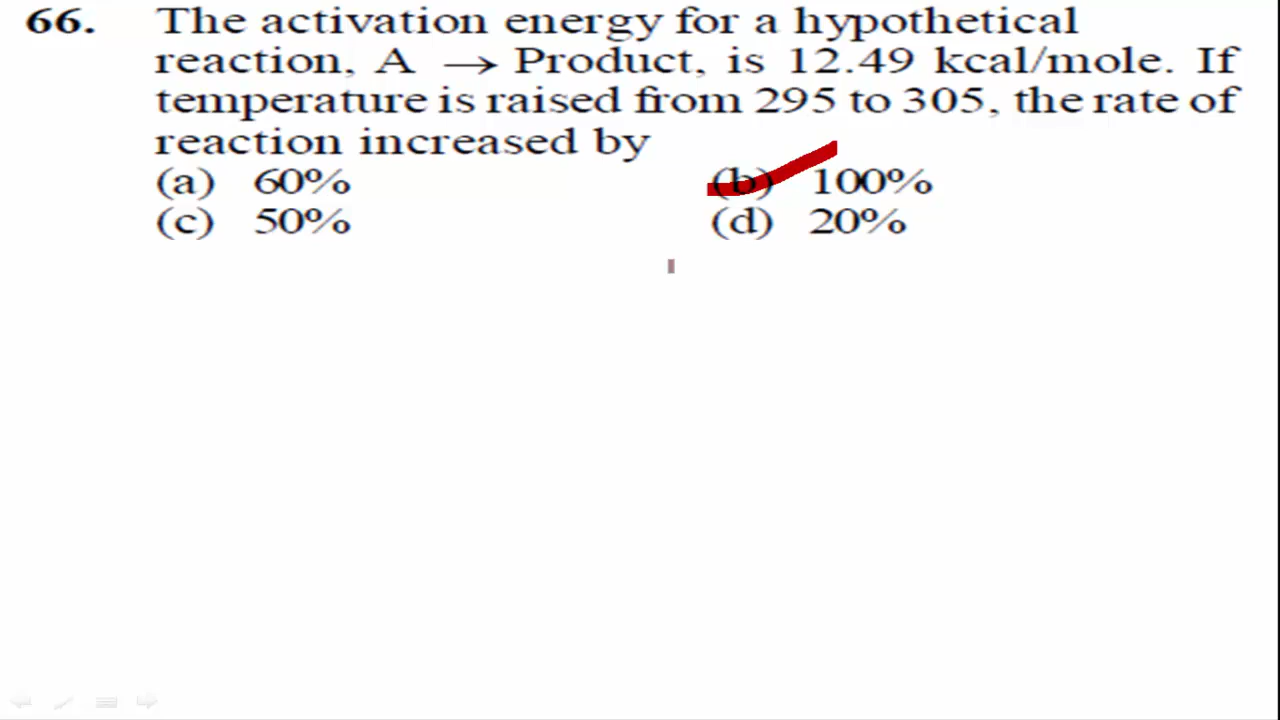 66. The activation energy for a hypothetical
reaction, A → Product, is 12.49 kcal/mole. If
temperature is raised from 295 to 305, the rate of
reaction increased by
(a) 60% (b) 100%
(c) 50% (d) 20%